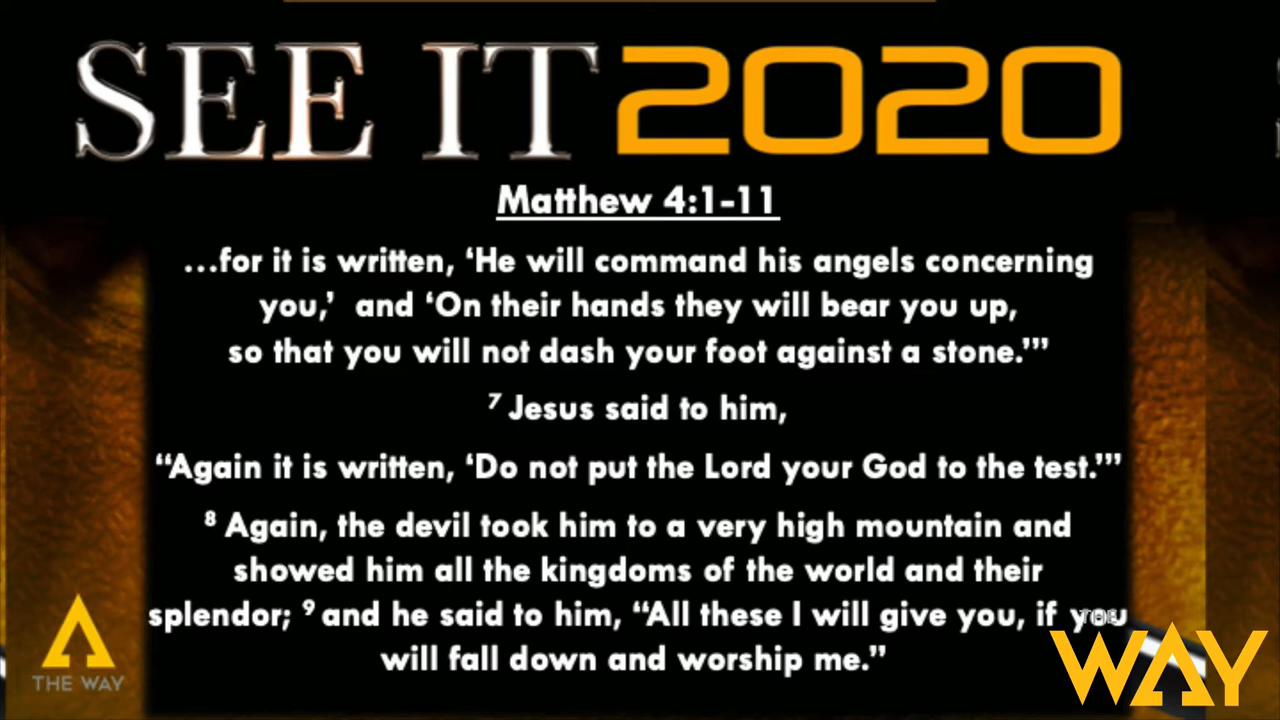 SEE IT 2020
Matthew 4:1-11
…for it is written, ‘He will command his angels concerning
you,’ and ‘On their hands they will bear you up,
so that you will not dash your foot against a stone.’”
⁷ Jesus said to him,
“Again it is written, ‘Do not put the Lord your God to the test.’”
⁸ Again, the devil took him to a very high mountain and
showed him all the kingdoms of the world and their
splendor; ⁹ and he said to him, “All these I will give you, if you
will fall down and worship me.”
THE WAY
THE
WAY